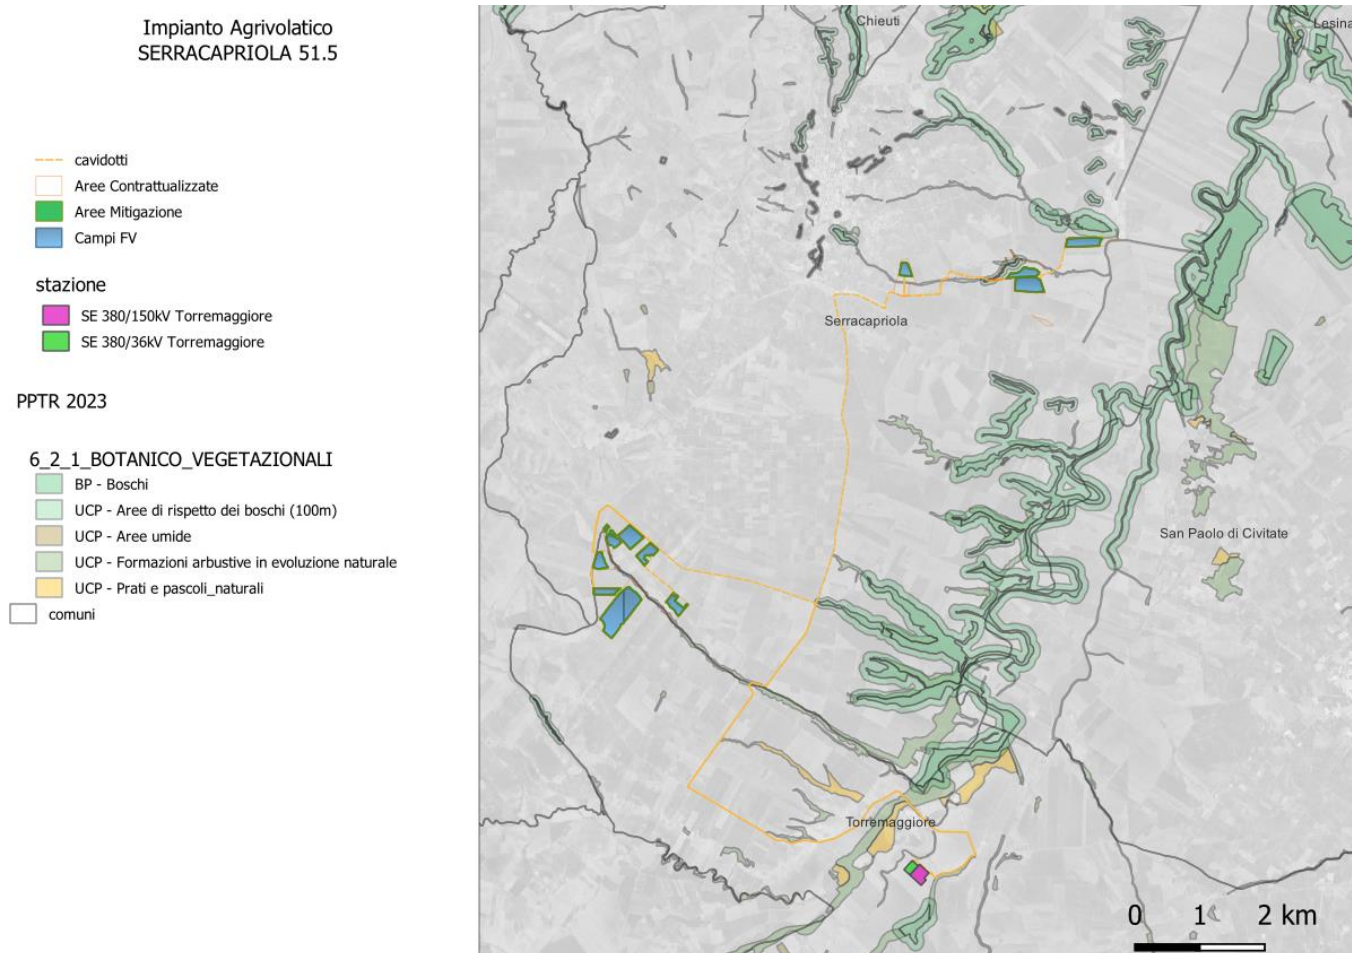 Impianto Agrivolatico
SERRACAPRIOLA 51.5
cavidotti
Aree Contrattualizzate
Aree Mitigazione
Campi FV
stazione
SE 380/150kV Torremaggiore
SE 380/36kV Torremaggiore
PPTR 2023
6_2_1_BOTANICO_VEGETAZIONALI
BP - Boschi
UCP - Aree di rispetto dei boschi (100m)
UCP - Aree umide
UCP - Formazioni arbustive in evoluzione naturale
UCP - Prati e pascoli_naturali
comuni
Chieuti
Lesina
Serracapriola
San Paolo di Civitate
Torremaggiore
0 1 2 km